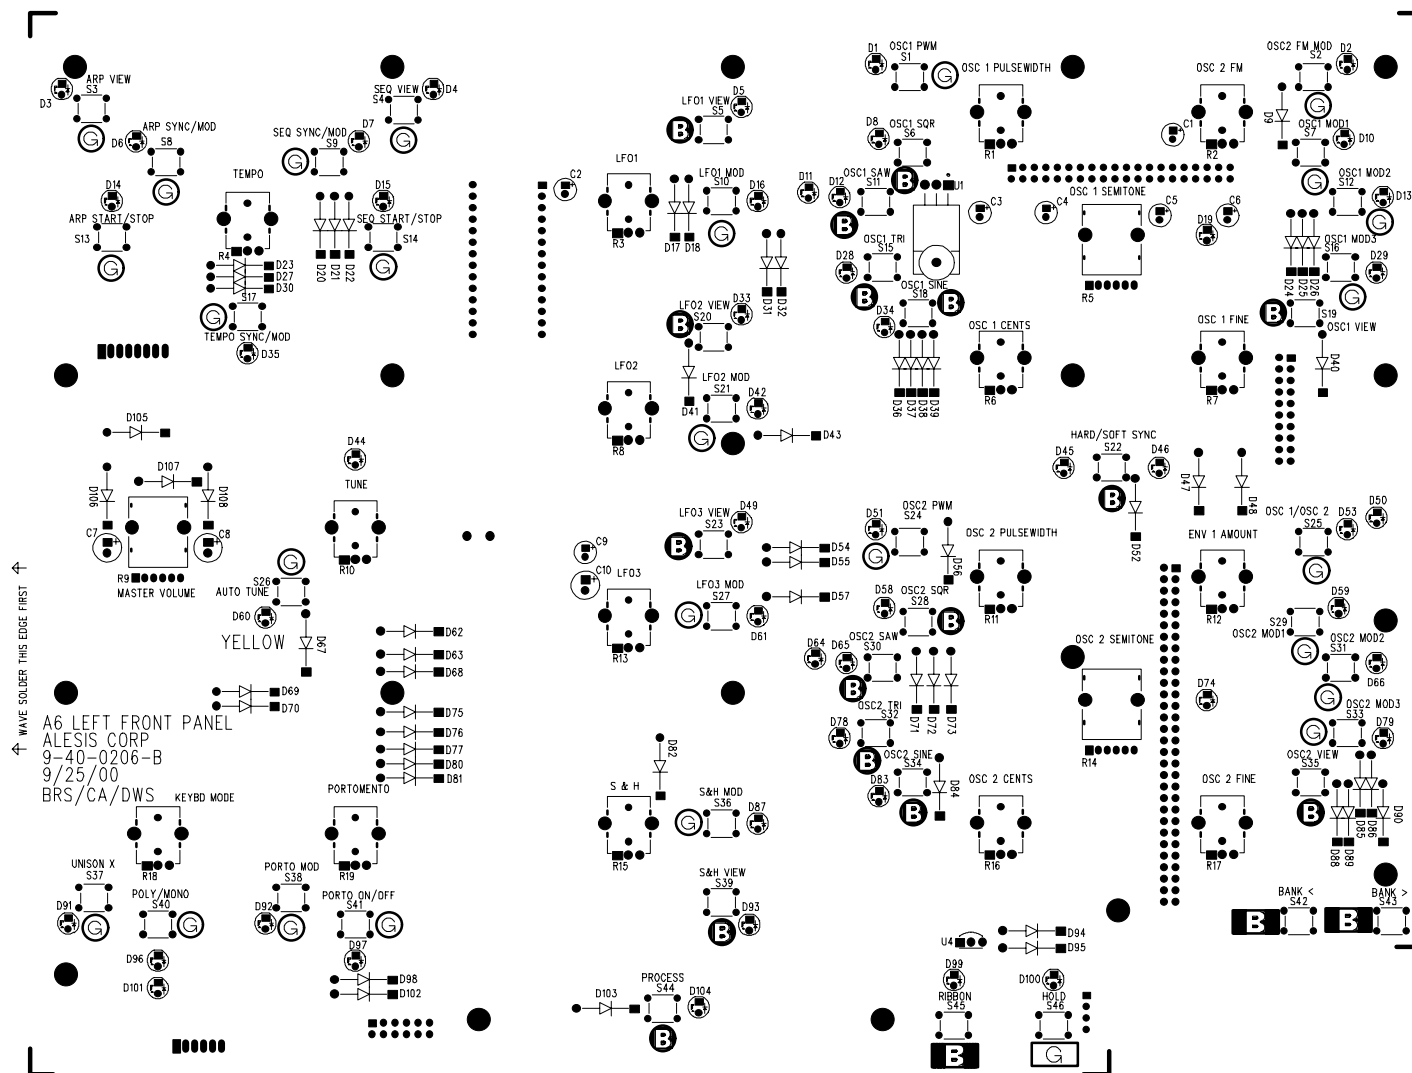 D1
OSC1 PWM
S1
G
OSC 1 PULSEWIDTH
R1
OSC 2 FM
R2
C1
OSC2 FM MOD
S2
D2
G
D9
D3
ARP VIEW
S3
G
SEQ VIEW
S4
D4
G
LFO1 VIEW
S5
D5
B
D6
ARP SYNC/MOD
S8
G
SEQ SYNC/MOD
S9
D7
G
D8
OSC1 SQR
S6
B
OSC1 MOD1
S7
D10
G
D14
ARP START/STOP
S13
G
TEMPO
R4
D20
D21
D22
D15
SEQ START/STOP
S14
G
D23
D27
D30
S17
G
TEMPO SYNC/MOD
D35
C2
LFO1
R3
D17
D18
LFO1 MOD
S10
D16
G
D31
D32
D11
D12
OSC1 SAW
S11
B
U1
C3
C4
OSC 1 SEMITONE
R5
C5
C6
D19
OSC1 MOD2
S12
D13
G
D28
OSC1 TRI
S15
B
OSC1 SINE
S18
B
D34
D36
D37
D38
D39
D24
D25
D26
OSC1 MOD3
S16
D29
G
B
S19
OSC1 VIEW
D40
LFO2 VIEW
S20
D33
B
D41
LFO2
R8
LFO2 MOD
S21
D42
G
D43
OSC 1 CENTS
R6
OSC 1 FINE
R7
D105
D107
D106
D108
C7
C8
R9
MASTER VOLUME
D44
TUNE
R10
G
S26
AUTO TUNE
D60
YELLOW
D67
HARD/SOFT SYNC
S22
D45
D46
B
D52
D47
D48
LFO3 VIEW
S23
D49
B
C9
C10
LFO3
R13
D54
D55
D57
LFO3 MOD
S27
G
D61
D51
OSC2 PWM
S24
G
D56
OSC 2 PULSEWIDTH
R11
ENV 1 AMOUNT
R12
OSC 1/OSC 2
S25
D53
D50
G
D58
OSC2 SQR
S28
B
D64
D65
OSC2 SAW
S30
B
D71
D72
D73
OSC 2 SEMITONE
R14
D74
D59
S29
OSC2 MOD1
G
OSC2 MOD2
S31
D66
G
WAVE SOLDER THIS EDGE FIRST
D62
D63
D68
D69
D70
D75
D76
D77
D80
D81
A6 LEFT FRONT PANEL
ALESIS CORP
9-40-0206-B
9/25/00
BRS/CA/DWS
D78
OSC2 TRI
S32
B
OSC2 MOD3
S33
D79
G
D82
S & H
R15
S&H MOD
S36
D87
G
D83
OSC2 SINE
S34
B
D84
OSC 2 CENTS
R16
OSC 2 FINE
R17
OSC2 VIEW
S35
B
D85
D86
D88
D89
D90
KEYBD MODE
R18
PORTOMENTO
R19
UNISON X
S37
D91
G
POLY/MONO
S40
G
D96
D101
PORTO MOD
S38
D92
G
PORTO ON/OFF
S41
G
D97
D98
D102
S&H VIEW
S39
D93
B
BANK <
S42
B
BANK >
S43
B
U4
D94
D95
D103
PROCESS
S44
D104
B
D99
RIBBON
S45
B
D100
HOLD
S46
G